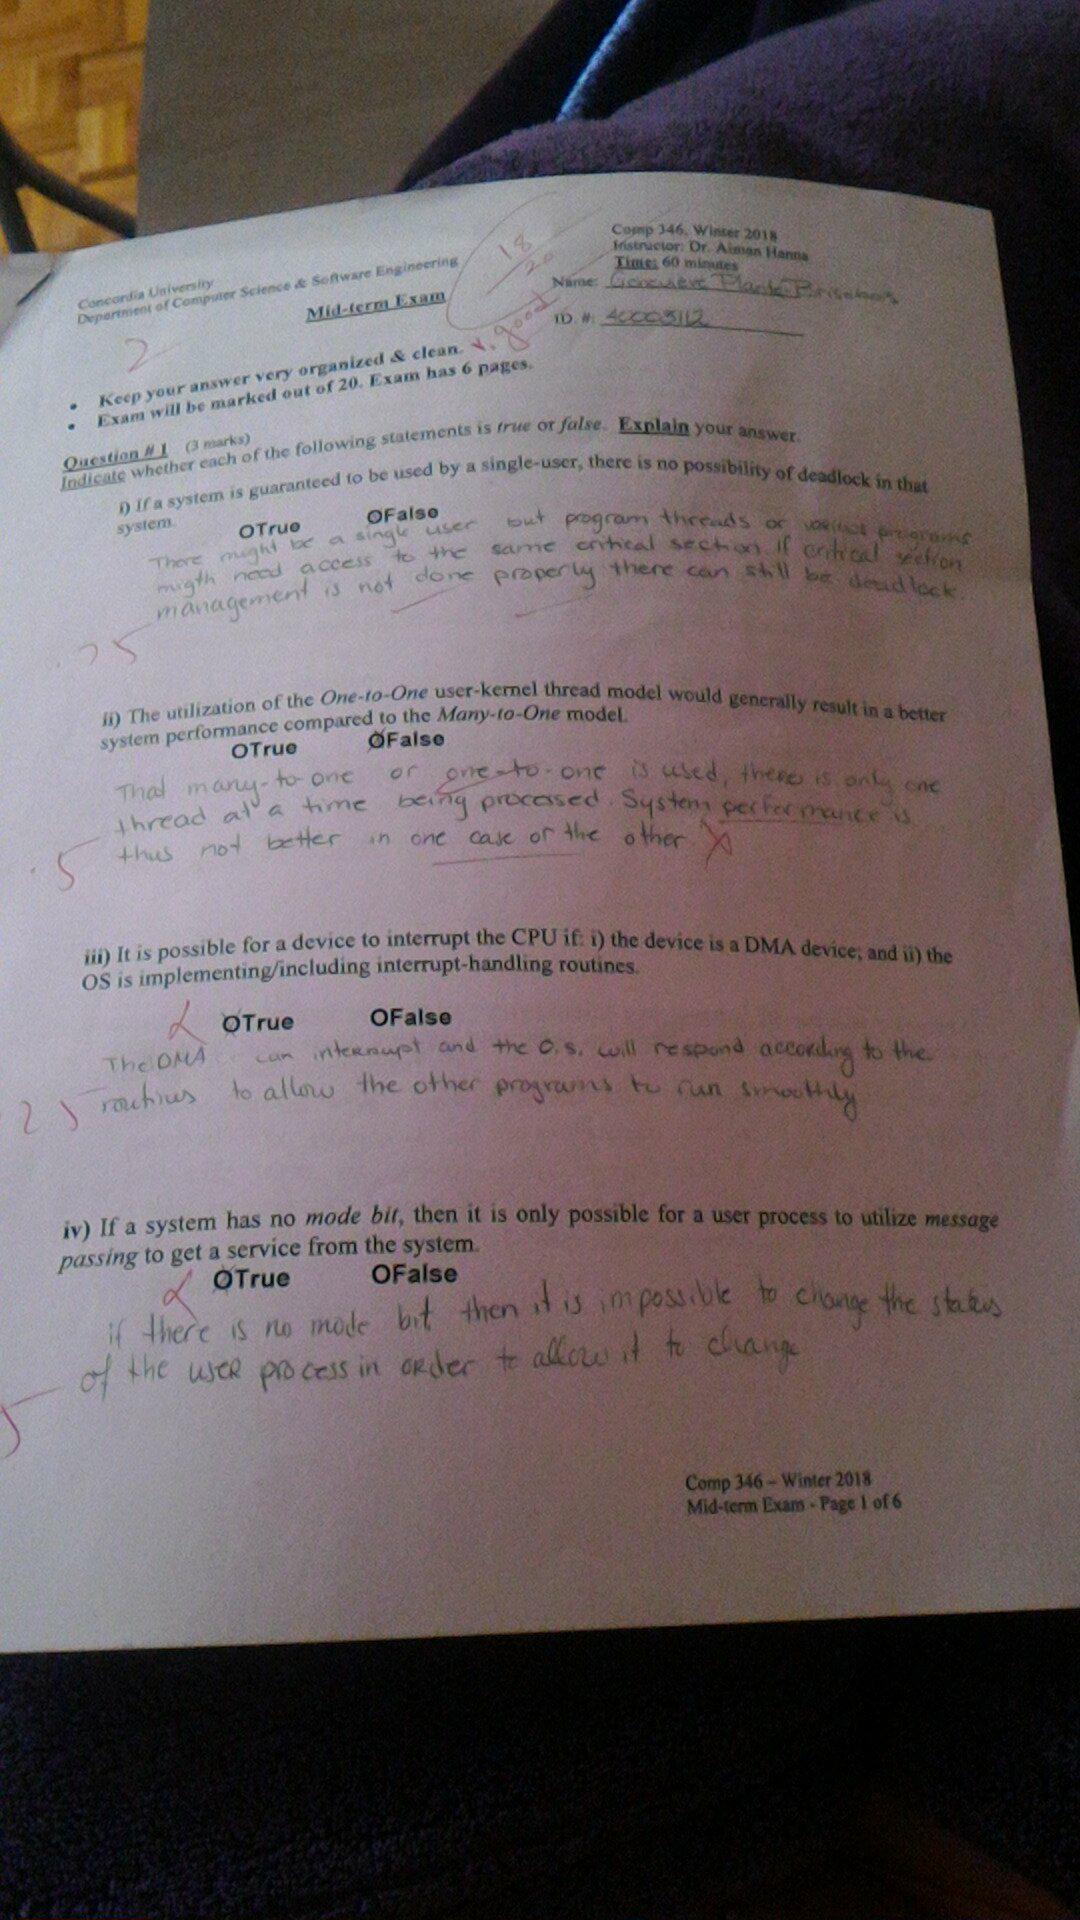 Concordia University
Department of Computer Science & Software Engineering
Comp 346, Winter 2018
Instructor: Dr. Aiman Hanna
Time: 60 minutes
Mid-term Exam
18
20
v. good
Name: Genevieve Plante
ID. #: 40003112
2
• Keep your answer very organized & clean.
• Exam will be marked out of 20. Exam has 6 pages.
Question # 1 (3 marks)
Indicate whether each of the following statements is true or false. Explain your answer.
i) If a system is guaranteed to be used by a single-user, there is no possibility of deadlock in that
system.
OTrue OFalse
There might be a single user but program threads or various programs
migth need access to the same critical section. If critical section
management is not done properly there can still be deadlock.
.75
ii) The utilization of the One-to-One user-kernel thread model would generally result in a better
system performance compared to the Many-to-One model.
OTrue OFalse
That many-to-one or one-to-one is used, there is only one
thread at a time being processed. System performance is
thus not better in one case or the other
.5
iii) It is possible for a device to interrupt the CPU if: i) the device is a DMA device; and ii) the
OS is implementing/including interrupt-handling routines.
OTrue OFalse
The DMA can interrupt and the O.S. will respond according to the
routines to allow the other programs to run smoothly
25
iv) If a system has no mode bit, then it is only possible for a user process to utilize message
passing to get a service from the system.
OTrue OFalse
if there is no mode bit then it is impossible to change the status
of the user process in order to allow it to change
5
Comp 346 – Winter 2018
Mid-term Exam - Page 1 of 6